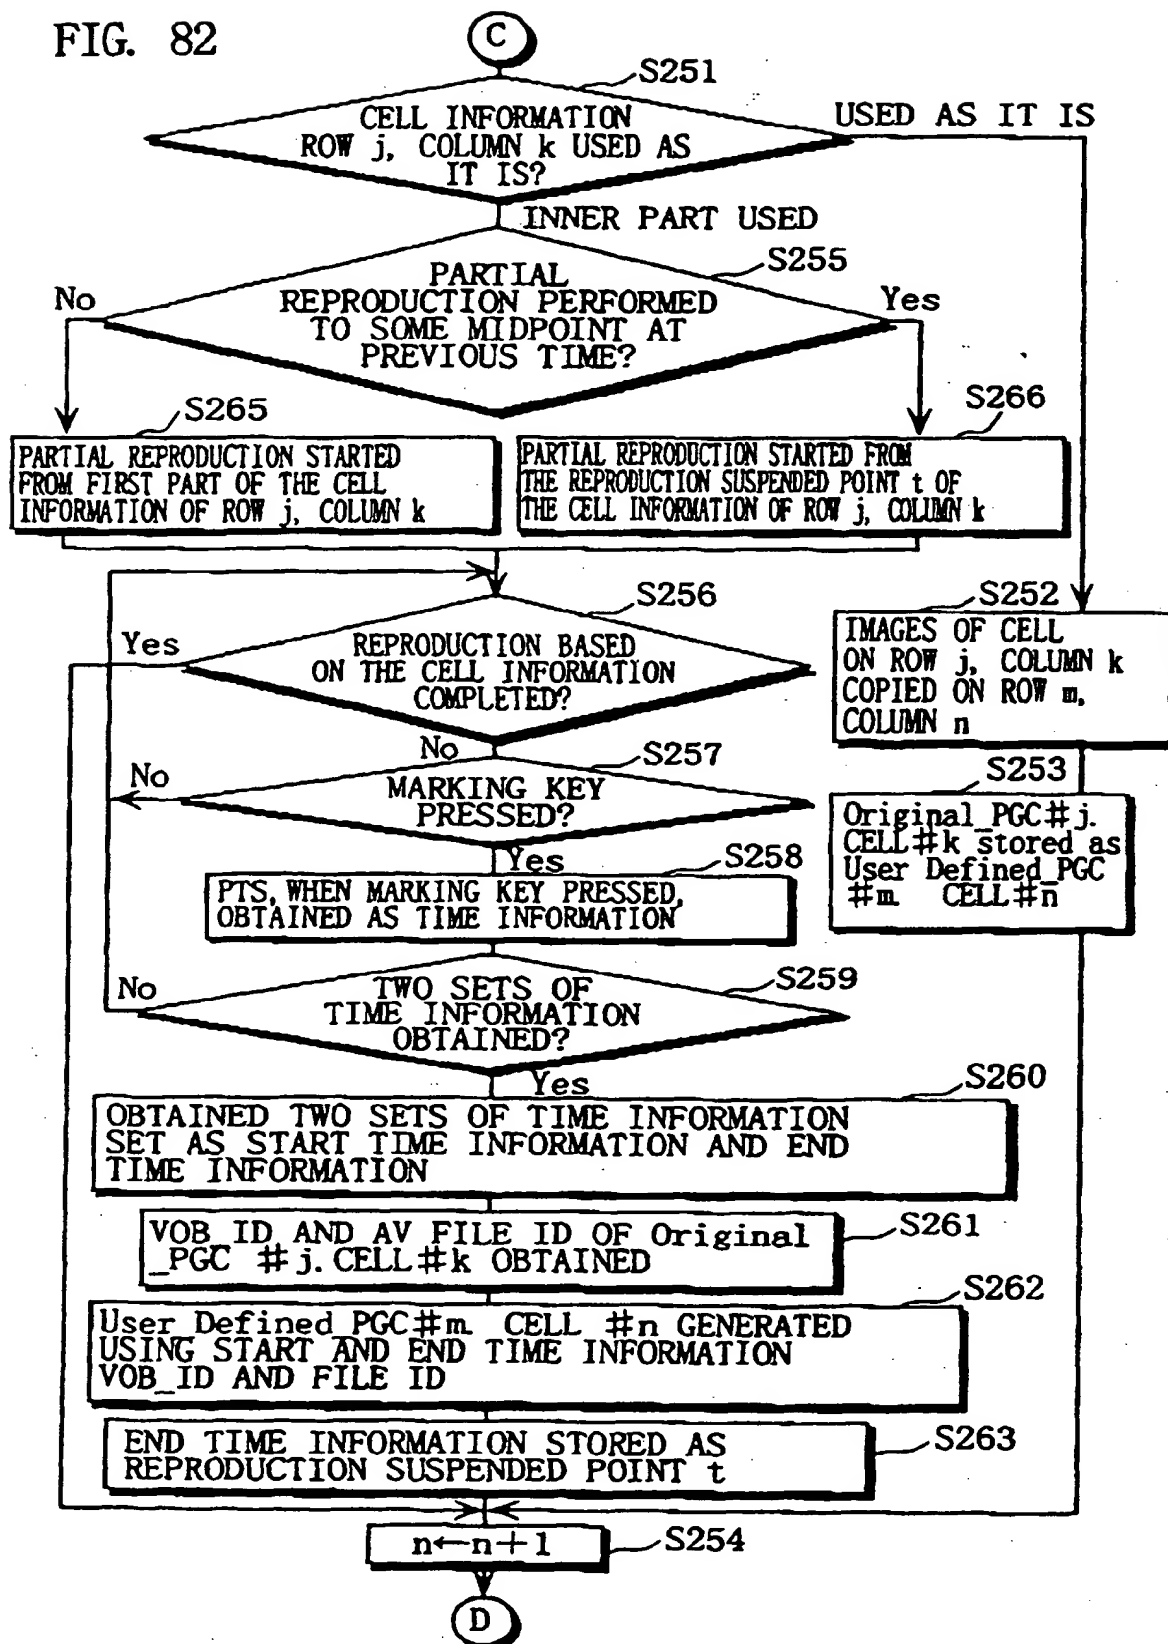 FIG. 82
C
S251
CELL INFORMATION
ROW j, COLUMN k USED AS
IT IS?
USED AS IT IS
INNER PART USED
S255
PARTIAL
REPRODUCTION PERFORMED
TO SOME MIDPOINT AT
PREVIOUS TIME?
No
Yes
S265
PARTIAL REPRODUCTION STARTED
FROM FIRST PART OF THE CELL
INFORMATION OF ROW j, COLUMN k
S266
PARTIAL REPRODUCTION STARTED FROM
THE REPRODUCTION SUSPENDED POINT t OF
THE CELL INFORMATION OF ROW j, COLUMN k
S256
Yes
REPRODUCTION BASED
ON THE CELL INFORMATION
COMPLETED?
No
S252
IMAGES OF CELL
ON ROW j, COLUMN k
COPIED ON ROW m,
COLUMN n
S257
No
MARKING KEY
PRESSED?
Yes
S253
Original_PGC#j.
CELL#k stored as
User Defined_PGC
#m CELL#n
S258
PTS, WHEN MARKING KEY PRESSED,
OBTAINED AS TIME INFORMATION
S259
No
TWO SETS OF
TIME INFORMATION
OBTAINED?
Yes
S260
OBTAINED TWO SETS OF TIME INFORMATION
SET AS START TIME INFORMATION AND END
TIME INFORMATION
S261
VOB_ID AND AV FILE ID OF Original
_PGC #j.CELL#k OBTAINED
S262
User Defined_PGC#m CELL #n GENERATED
USING START AND END TIME INFORMATION
VOB_ID AND FILE ID
S263
END TIME INFORMATION STORED AS
REPRODUCTION SUSPENDED POINT t
n←n+1
S254
D